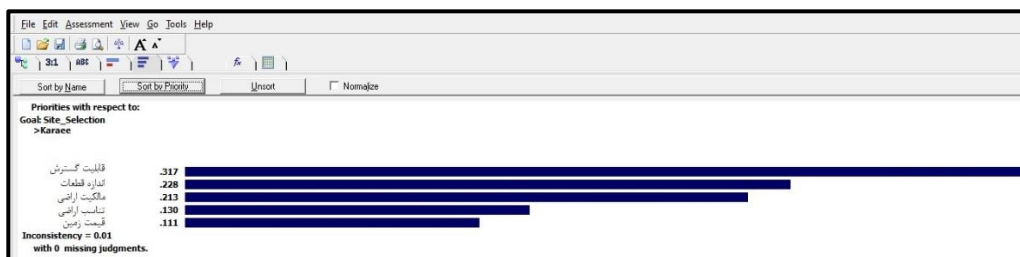 File Edit Assessment View Go Tools Help
A A
3:1 ABC fx
Sort by Name Sort by Priority Unsort Normalize
Priorities with respect to:
Goal: Site_Selection
>Karaee
قابلیت گسترش .317
اندازه قطعات .228
مالکیت اراضی .213
تناسب اراضی .130
قیمت زمین .111
Inconsistency = 0.01
with 0 missing judgments.